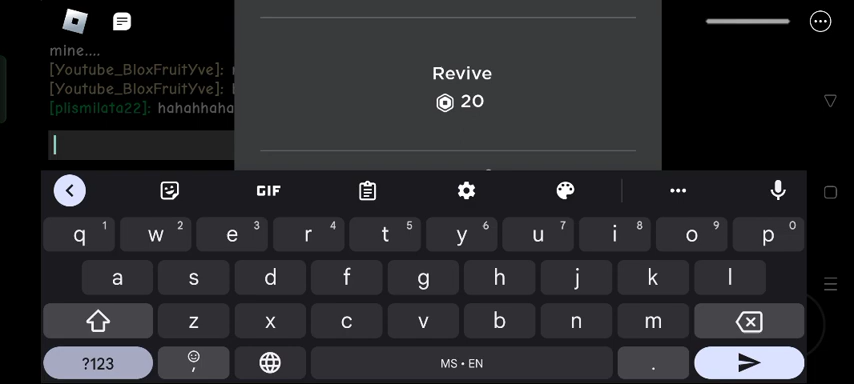 mine....
[Youtube_BloxFruitYve]:
[Youtube_BloxFruitYve]:
[plismilata22]: hahahhaha
Revive
20
GIF
q 1 w 2 e 3 r 4 t 5 y 6 u 7 i 8 o 9 p 0
a s d f g h j k l
z x c v b n m
?123 , MS • EN .